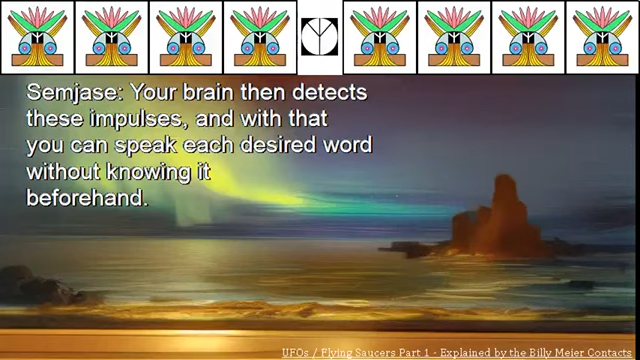 Semjase: Your brain then detects
these impulses, and with that
you can speak each desired word
without knowing it
beforehand.
UFOs / Flying Saucers Part 1 - Explained by the Billy Meier Contacts